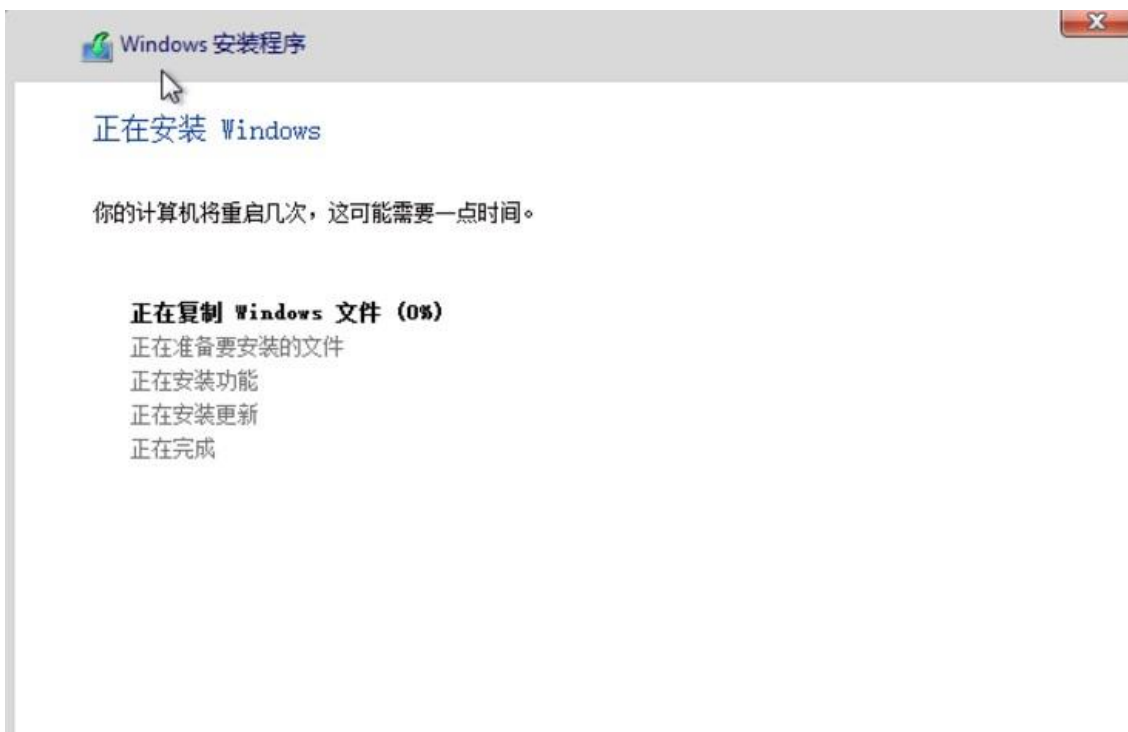 Windows 安装程序
正在安装 Windows
你的计算机将重启几次，这可能需要一点时间。
正在复制 Windows 文件 (0%)
正在准备要安装的文件
正在安装功能
正在安装更新
正在完成